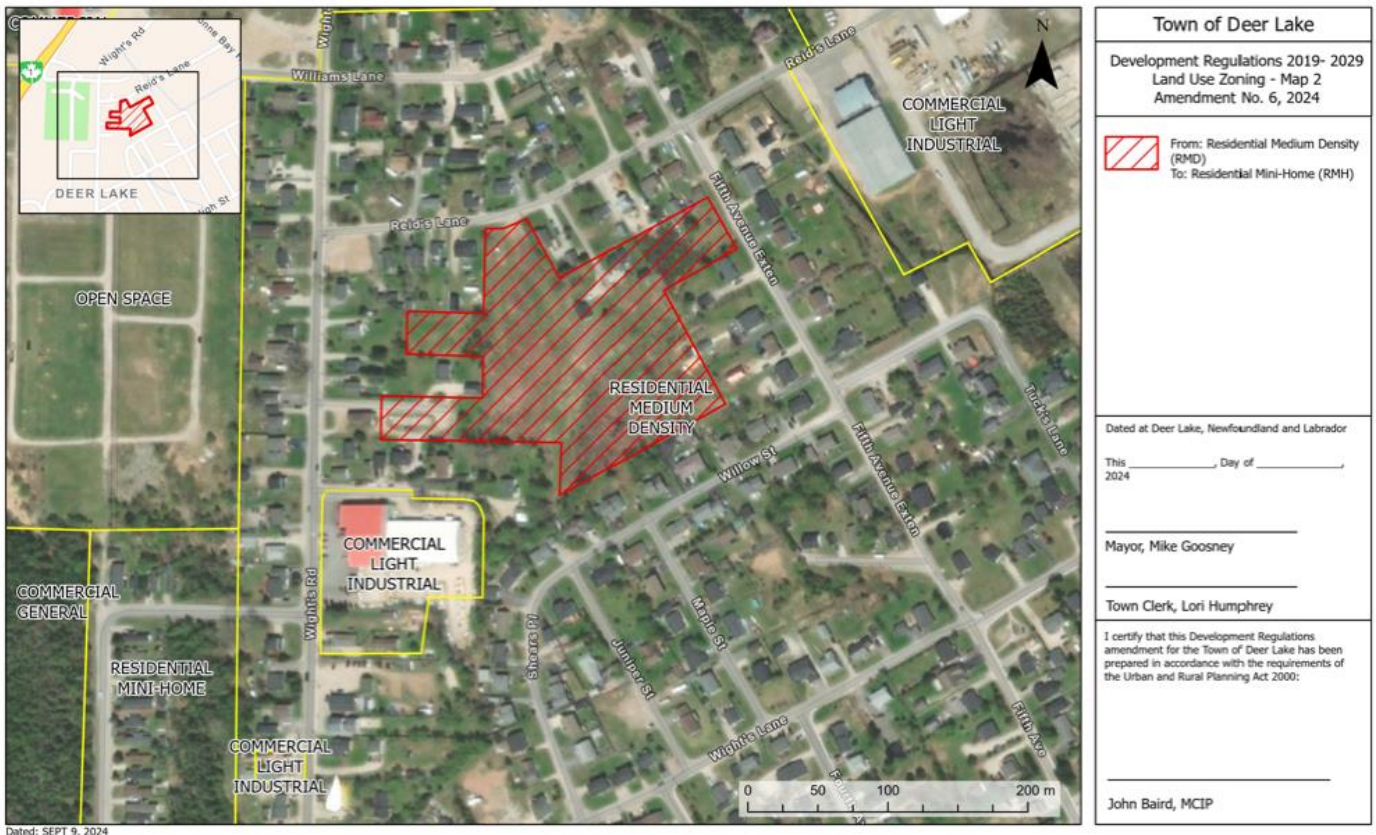 Wight's Rd
Reid's Lane
DEER LAKE
High St
Williams Lane
Reid's Lane
N
COMMERCIAL
LIGHT
INDUSTRIAL
Fifth Avenue Exten
Reid's Lane
OPEN SPACE
RESIDENTIAL
MEDIUM
DENSITY
Tuck's Lane
Willow St
Fifth Avenue Exten
COMMERCIAL
LIGHT
INDUSTRIAL
COMMERCIAL
GENERAL
Wight's Rd
Maple St
Shears Pl
Juniper St
RESIDENTIAL
MINI-HOME
Wight's Lane
Fifth Ave
COMMERCIAL
LIGHT
INDUSTRIAL
0 50 100 200 m
Dated: SEPT 9, 2024
Town of Deer Lake
Development Regulations 2019- 2029
Land Use Zoning - Map 2
Amendment No. 6, 2024
From: Residential Medium Density
(RMD)
To: Residential Mini-Home (RMH)
Dated at Deer Lake, Newfoundland and Labrador
This ____________, Day of ____________,
2024
Mayor, Mike Goosney
Town Clerk, Lori Humphrey
I certify that this Development Regulations
amendment for the Town of Deer Lake has been
prepared in accordance with the requirements of
the Urban and Rural Planning Act 2000:
John Baird, MCIP